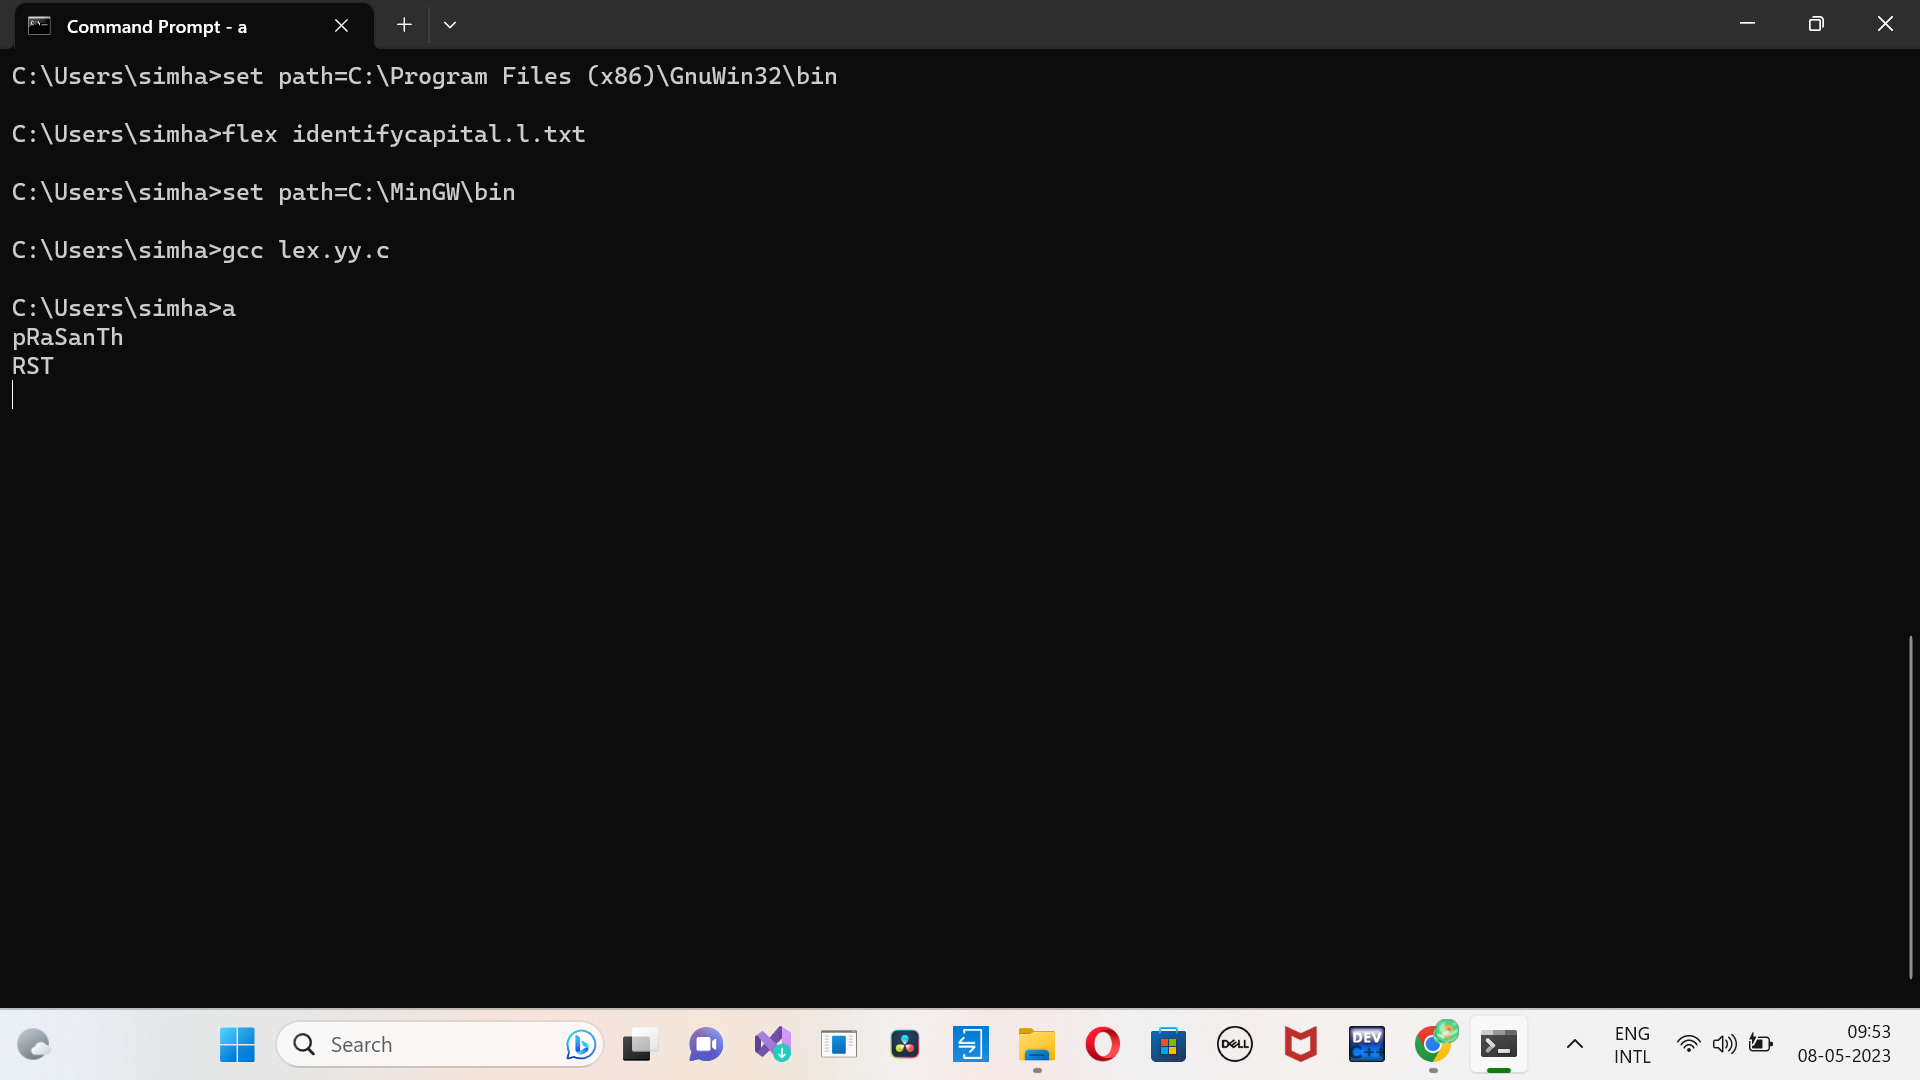 Command Prompt - a
C:\Users\simha>set path=C:\Program Files (x86)\GnuWin32\bin
C:\Users\simha>flex identifycapital.l.txt
C:\Users\simha>set path=C:\MinGW\bin
C:\Users\simha>gcc lex.yy.c
C:\Users\simha>a
pRaSanTh
RST
Search
DELL
DEV
C++
ENG
INTL
09:53
08-05-2023